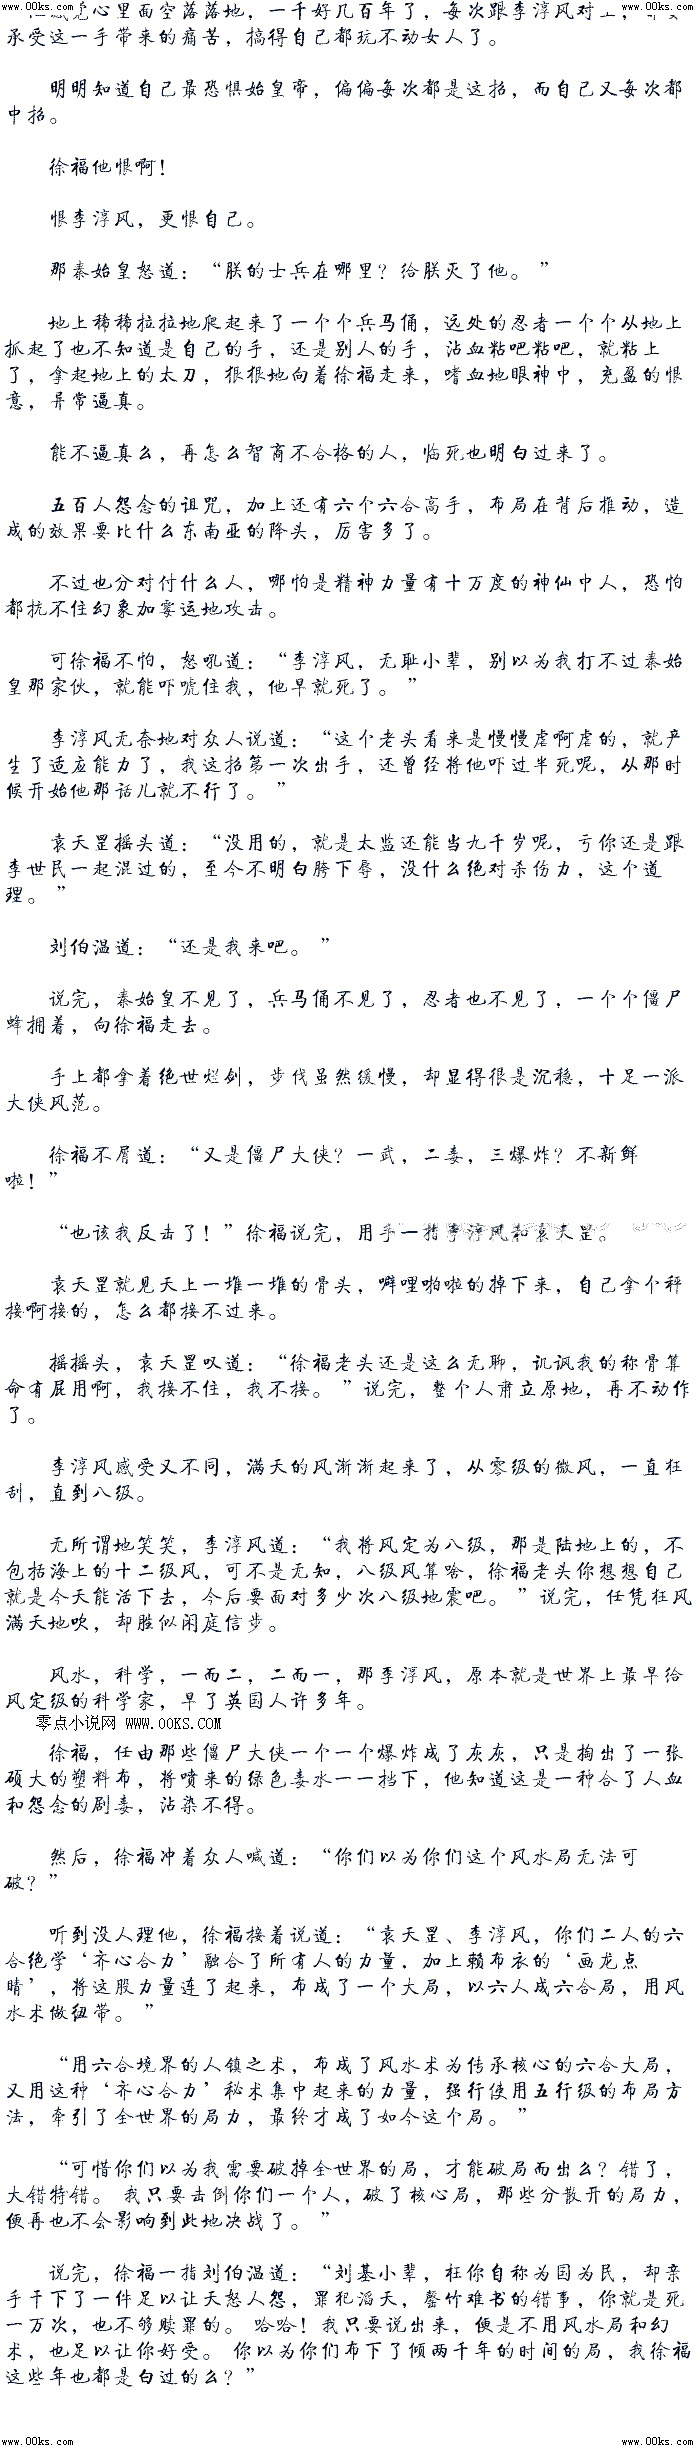 www.00ks.com www.00ks.com
心里面空落落地，一千好几百年了，每次跟李淳风对上，都要
承受这一手带来的痛苦，搞得自己都玩不动女人了。
明明知道自己最恐惧始皇帝，偏偏每次都是这招，而自己又每次都
中招。
徐福他恨啊！
恨李淳风，更恨自己。
那秦始皇怒道：“朕的士兵在哪里？给朕灭了他。”
地上稀稀拉拉地爬起来了一个个兵马俑，远处的忍者一个个从地上
抓起了也不知道是自己的手，还是别人的手，沾血粘吧粘吧，就粘上
了，拿起地上的太刀，狠狠地向着徐福走来，嗜血地眼神中，充盈的恨
意，异常逼真。
能不逼真么，再怎么智商不合格的人，临死也明白过来了。
五百人怨念的诅咒，加上还有六个六合高手，布局在背后推动，造
成的效果要比什么东南亚的降头，厉害多了。
不过也分对付什么人，哪怕是精神力量有十万度的神仙中人，恐怕
都抗不住幻象加霉运地攻击。
可徐福不怕，怒吼道：“李淳风，无耻小辈，别以为我打不过秦始
皇那家伙，就能吓唬住我，他早就死了。”
李淳风无奈地对众人说道：“这个老头看来是慢慢虐啊虐的，就产
生了适应能力了，我这招第一次出手，还曾经将他吓过半死呢，从那时
候开始他那话儿就不行了。”
袁天罡摇头道：“没用的，就是太监还能当九千岁呢，亏你还是跟
李世民一起混过的，至今不明白胯下辱，没什么绝对杀伤力，这个道
理。”
刘伯温道：“还是我来吧。”
说完，秦始皇不见了，兵马俑不见了，忍者也不见了，一个个僵尸
蜂拥着，向徐福走去。
手上都拿着绝世烂剑，步伐虽然缓慢，却显得很是沉稳，十足一派
大侠风范。
徐福不屑道：“又是僵尸大侠？一武，二毒，三爆炸？不新鲜
啦！”
“也该我反击了！”徐福说完，用手一指李淳风和袁天罡。
袁天罡就见天上一堆一堆的骨头，噼哩啪啦的掉下来，自己拿个秤
接啊接的，怎么都接不过来。
摇摇头，袁天罡叹道：“徐福老头还是这么无聊，讥讽我的称骨算
命有屁用啊，我接不住，我不接。”说完，整个人肃立原地，再不动作
了。
李淳风感受又不同，满天的风渐渐起来了，从零级的微风，一直狂
刮，直到八级。
无所谓地笑笑，李淳风道：“我将风定为八级，那是陆地上的，不
包括海上的十二级风，可不是无知，八级风算啥，徐福老头你想想自己
就是今天能活下去，今后要面对多少次八级地震吧。”说完，任凭狂风
满天地吹，却胜似闲庭信步。
风水，科学，一而二，二而一，那李淳风，原本就是世界上最早给
风定级的科学家，早了英国人许多年。
零点小说网 www.00KS.COM
徐福，任由那些僵尸大侠一个一个爆炸成了灰灰，只是掏出了一张
硕大的塑料布，将喷来的绿色毒水一一挡下，他知道这是一种合了人血
和怨念的剧毒，沾染不得。
然后，徐福冲着众人喊道：“你们以为你们这个风水局无法可
破？”
听到没人理他，徐福接着说道：“袁天罡、李淳风，你们二人的六
合绝学‘齐心合力’融合了所有人的力量，加上赖布衣的‘画龙点
睛’，将这股力量连了起来，布成了一个大局，以六人成六合局，用风
水术做纽带。”
“用六合境界的人镇之术，布成了风水术为传承核心的六合大局，
又用这种‘齐心合力’秘术集中起来的力量，强行使用五行级的布局方
法，牵引了全世界的局力，最终才成了如今这个局。”
“可惜你们以为我需要破掉全世界的局，才能破局而出么？错了，
大错特错。我只要击倒你们一个人，破了核心局，那些分散开的局力，
便再也不会影响到此地决战了。”
说完，徐福一指刘伯温道：“刘基小辈，枉你自称为国为民，却亲
手干下了一件足以让天怒人怨，罪犯滔天，罄竹难书的错事，你就是死
一万次，也不够赎罪的。哈哈！我只要说出来，便是不用风水局和幻
术，也足以让你好受。你以为你们布下了倾两千年的时间的局，我徐福
这些年也都是白过的么？”
www.00ks.com www.00ks.com